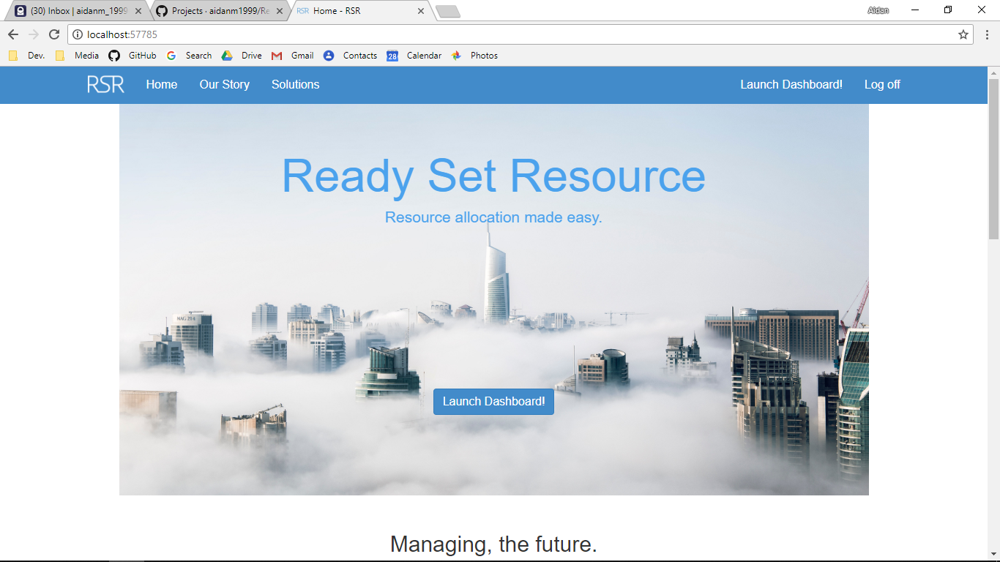 (30) Inbox | aidanm_1999
Projects · aidanm1999/Re
RSR Home - RSR
Aidan
localhost:57785
Dev. Media GitHub Search Drive Gmail 28 Calendar Contacts Photos
RSR Home Our Story Solutions Launch Dashboard! Log off
Ready Set Resource
Resource allocation made easy.
MAG 214
Launch Dashboard!
Managing, the future.